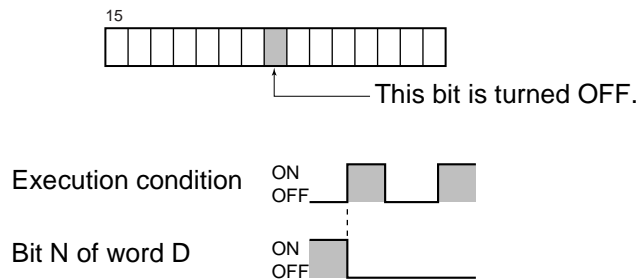 15
This bit is turned OFF.
Execution condition
ON
OFF
Bit N of word D
ON
OFF